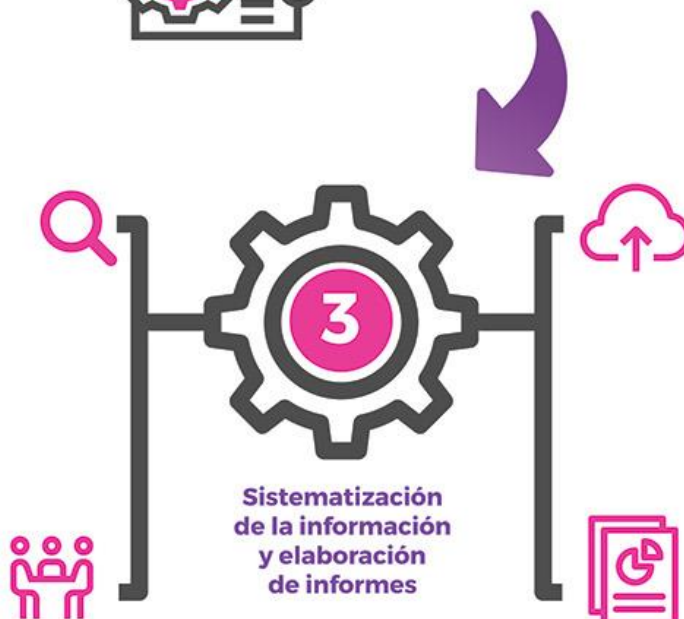 3
Sistematización
de la información
y elaboración
de informes